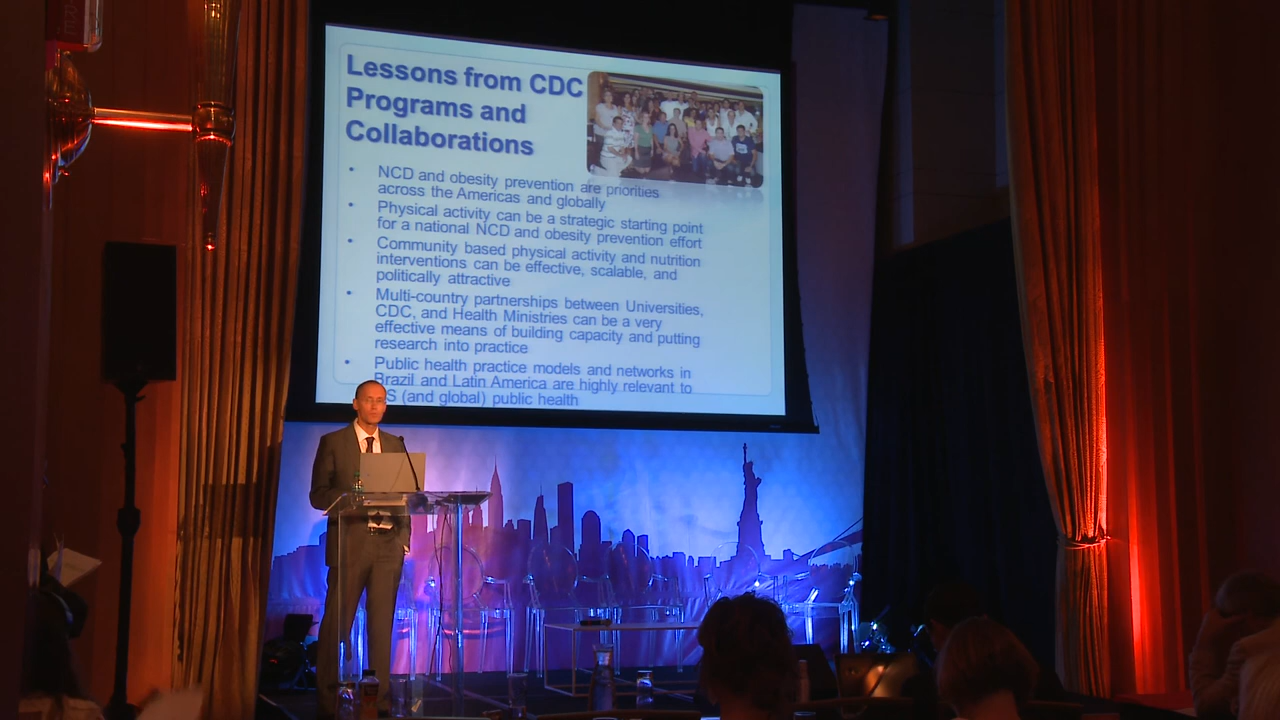 Lessons from CDC
Programs and
Collaborations
• NCD and obesity prevention are priorities
across the Americas and globally
• Physical activity can be a strategic starting point
for a national NCD and obesity prevention effort
• Community based physical activity and nutrition
interventions can be effective, scalable, and
politically attractive
• Multi-country partnerships between Universities,
CDC, and Health Ministries can be a very
effective means of building capacity and putting
research into practice
• Public health practice models and networks in
Brazil and Latin America are highly relevant to
US (and global) public health